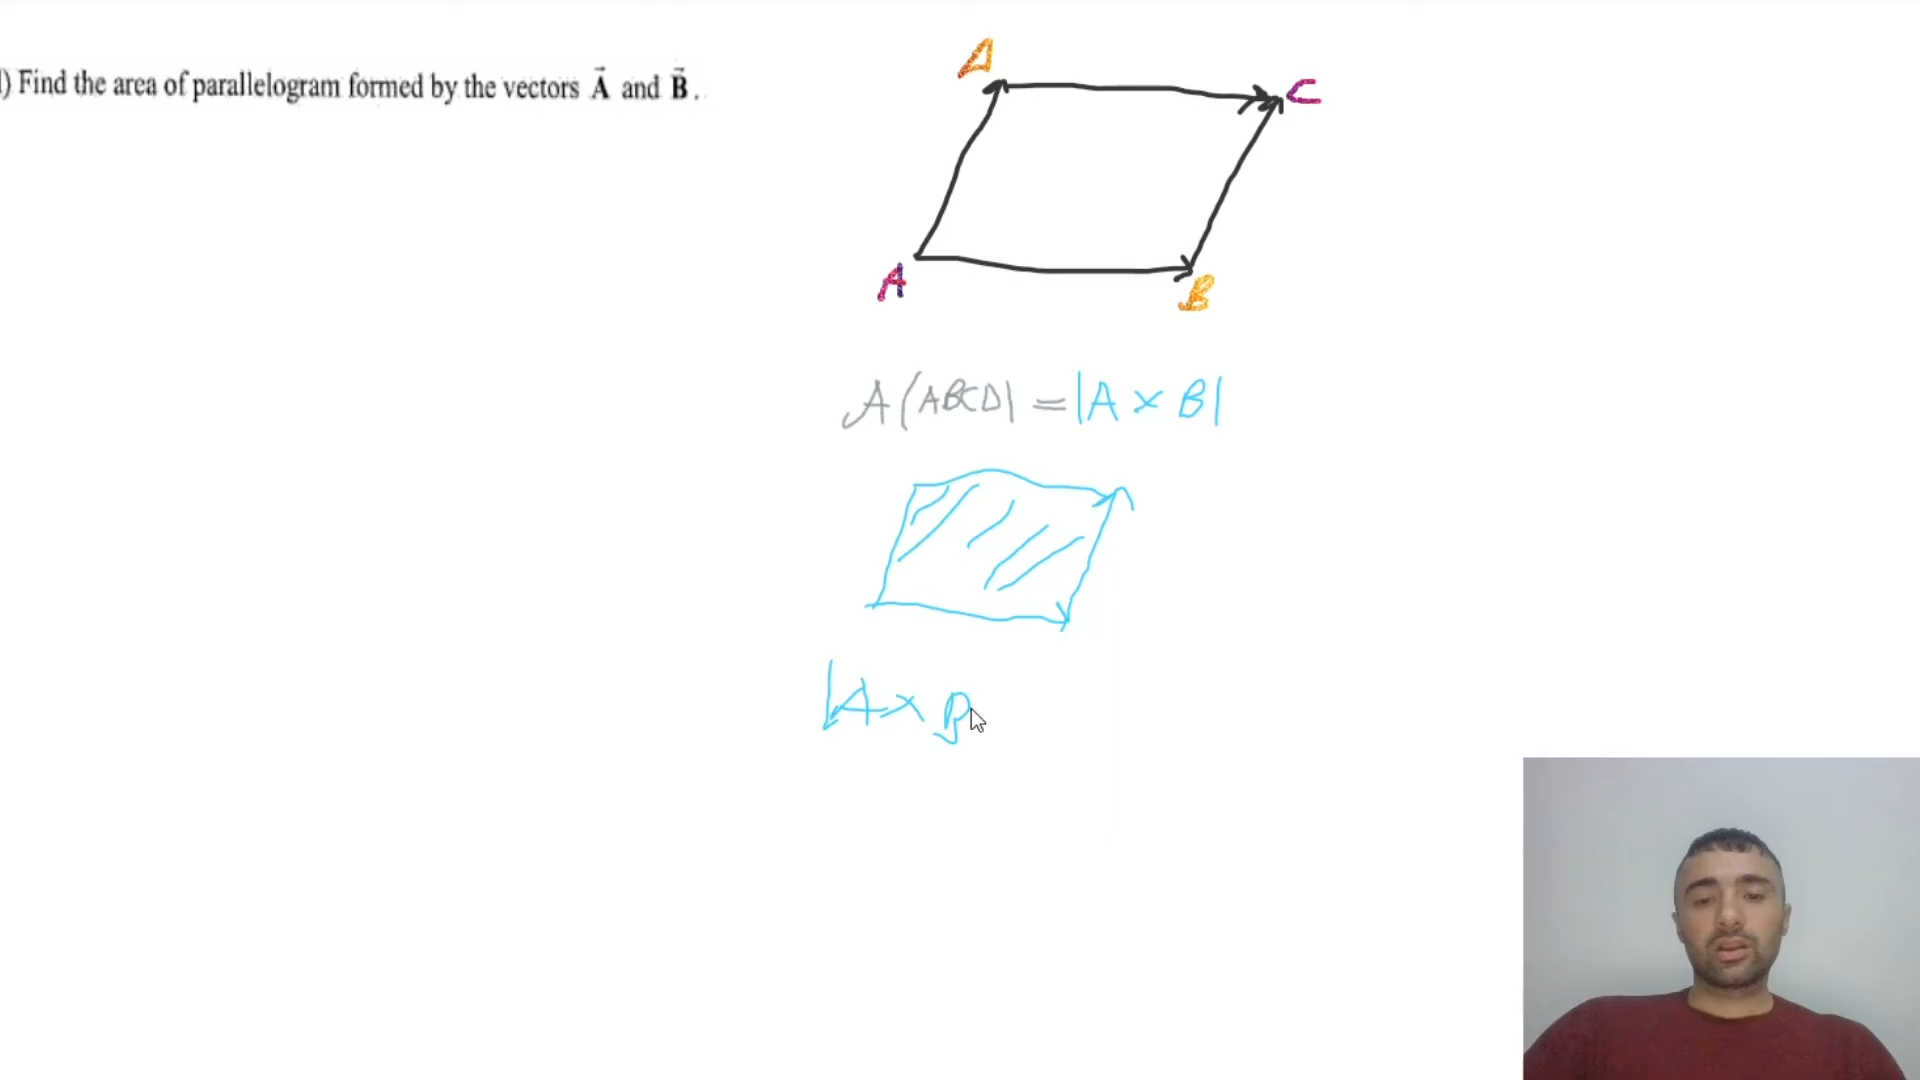 ) Find the area of parallelogram formed by the vectors A⃗ and B⃗ .
D
C
A
B
A(ABCD) = |A × B|
|A × B